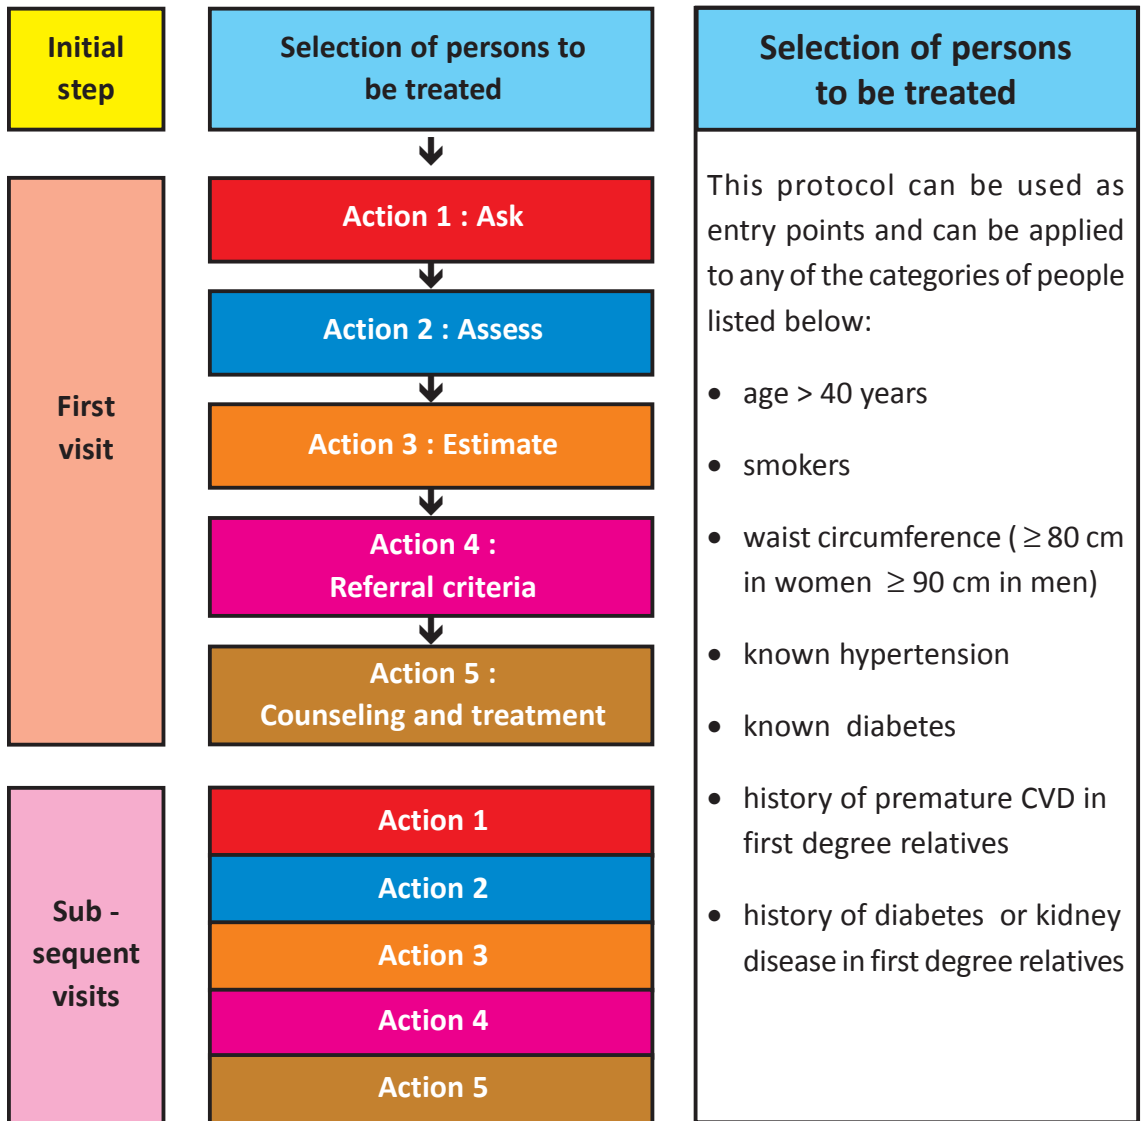 Initial
step
Selection of persons to
be treated
First
visit
Action 1 : Ask
Action 2 : Assess
Action 3 : Estimate
Action 4 :
Referral criteria
Action 5 :
Counseling and treatment
Sub -
sequent
visits
Action 1
Action 2
Action 3
Action 4
Action 5
Selection of persons
to be treated
This protocol can be used as
entry points and can be applied
to any of the categories of people
listed below:
• age > 40 years
• smokers
• waist circumference ( ≥ 80 cm
in women ≥ 90 cm in men)
• known hypertension
• known diabetes
• history of premature CVD in
first degree relatives
• history of diabetes or kidney
disease in first degree relatives